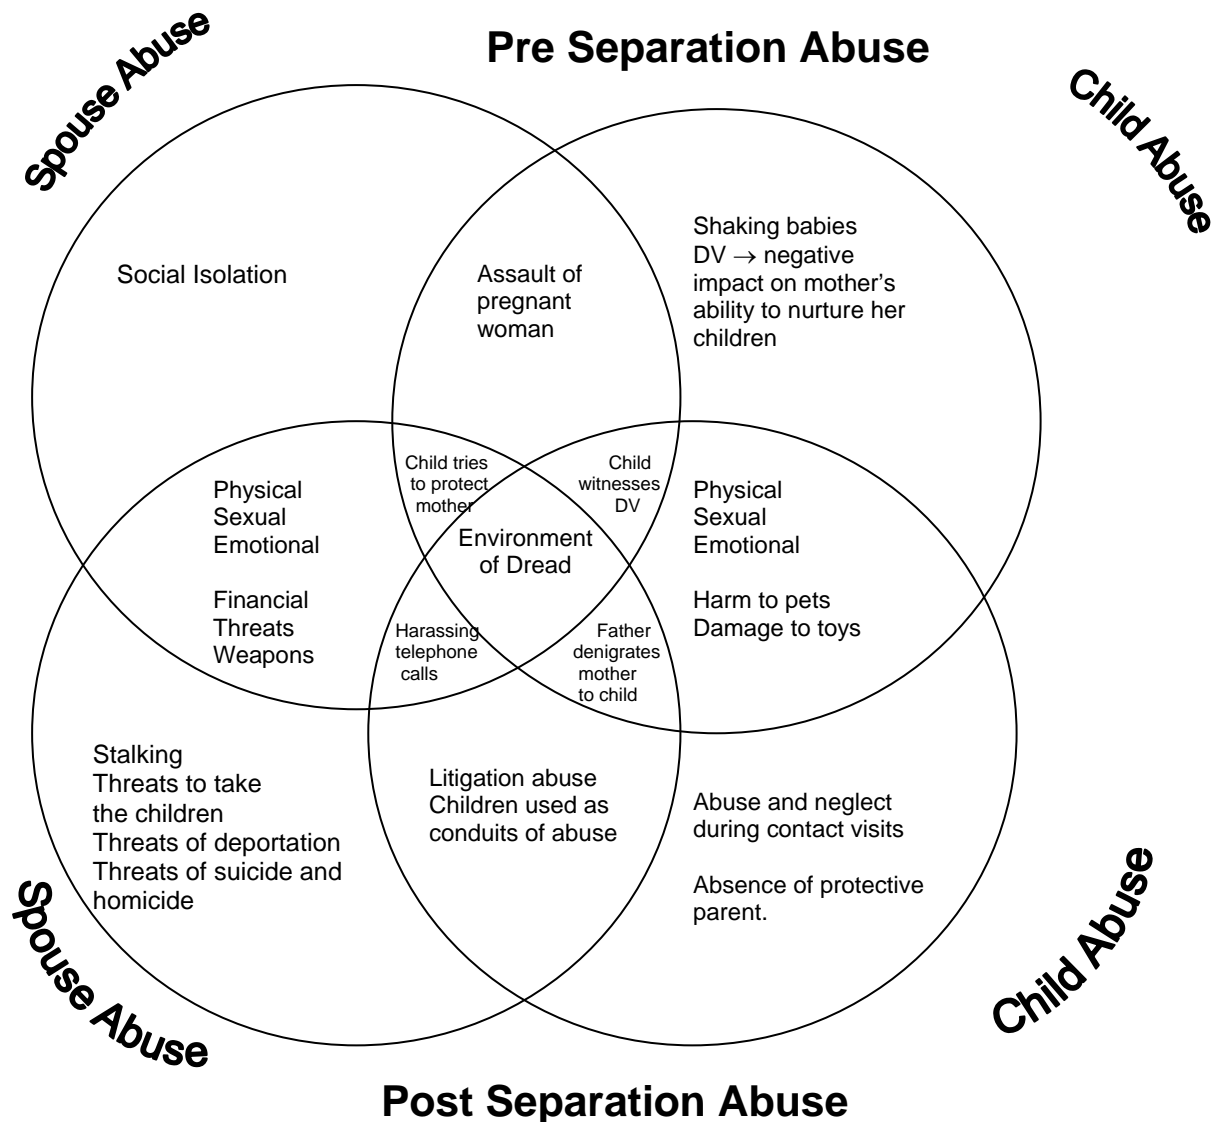 Pre Separation Abuse
Spouse Abuse
Child Abuse
Social Isolation
Assault of
pregnant
woman
Shaking babies
DV → negative
impact on mother’s
ability to nurture her
children
Physical
Sexual
Emotional
Financial
Threats
Weapons
Child tries
to protect
mother
Child
witnesses
DV
Environment
of Dread
Physical
Sexual
Emotional
Harm to pets
Damage to toys
Harassing
telephone
calls
Father
denigrates
mother
to child
Stalking
Threats to take
the children
Threats of deportation
Threats of suicide and
homicide
Litigation abuse
Children used as
conduits of abuse
Abuse and neglect
during contact visits
Absence of protective
parent.
Spouse Abuse
Child Abuse
Post Separation Abuse